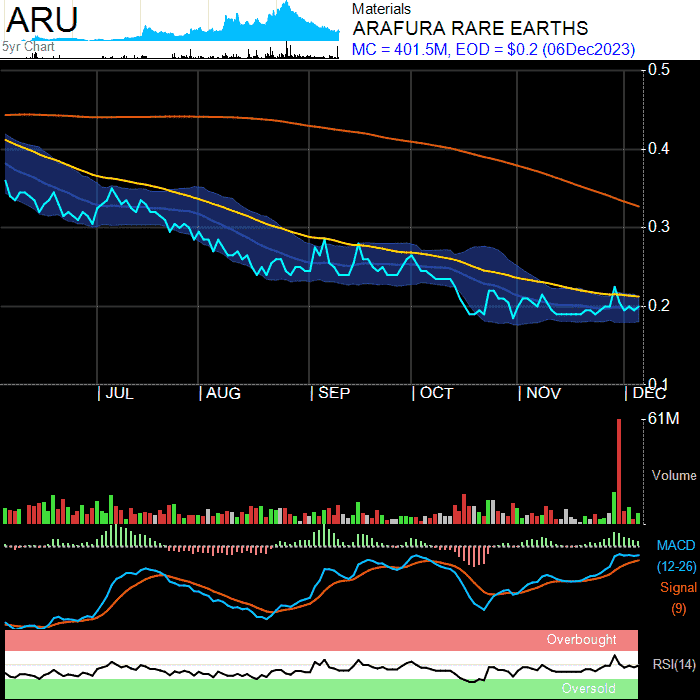 ARU
5yr Chart
Materials
ARAFURA RARE EARTHS
MC = 401.5M, EOD = $0.2 (06Dec2023)
0.5
0.4
0.3
0.2
0.1
| JUL | AUG | SEP | OCT | NOV | DEC
61M
Volume
MACD
(12-26)
Signal
(9)
Overbought
RSI(14)
Oversold